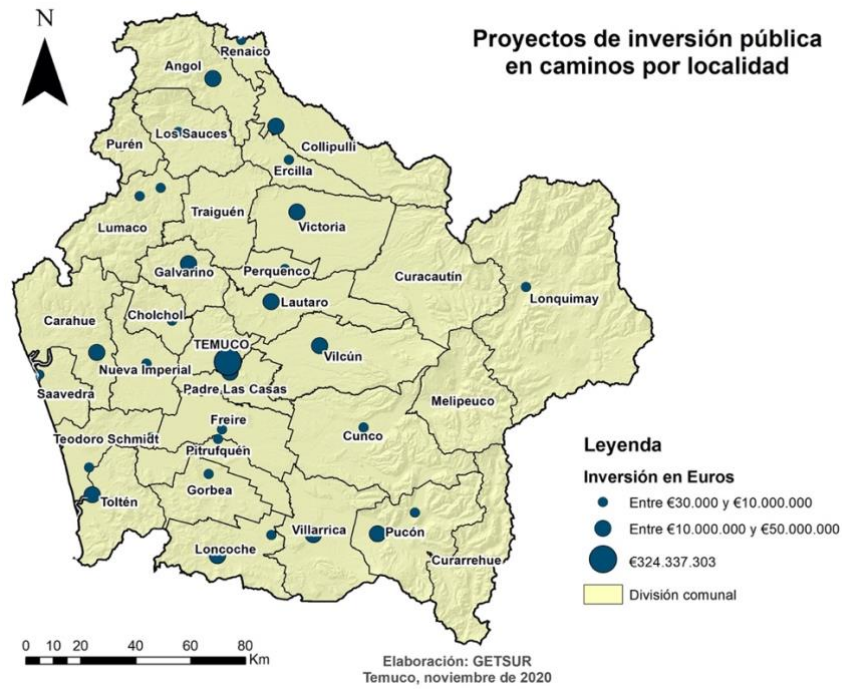 N
Proyectos de inversión pública
en caminos por localidad
Renaico
Angol
Los Sauces
Purén
Collipulli
Ercilla
Lumaco
Traiguén
Victoria
Galvarino
Perquenco
Curacautín
Lonquimay
Carahue
Cholchol
Lautaro
TEMUCO
Vilcún
Nueva Imperial
Saavedra
Padre Las Casas
Melipeuco
Freire
Teodoro Schmidt
Pitrufquén
Cunco
Gorbea
Toltén
Villarrica
Pucón
Loncoche
Curarrehue
Leyenda
Inversión en Euros
Entre €30.000 y €10.000.000
Entre €10.000.000 y €50.000.000
€324.337.303
División comunal
0 10 20 40 60 80
Km
Elaboración: GETSUR
Temuco, noviembre de 2020